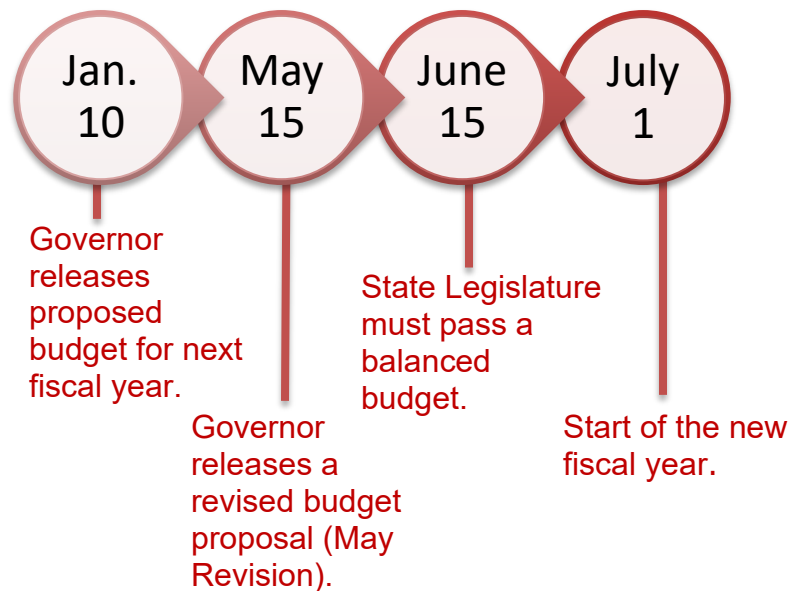 Jan.
10
May
15
June
15
July
1
Governor
releases
proposed
budget for next
fiscal year.
Governor
releases a
revised budget
proposal (May
Revision).
State Legislature
must pass a
balanced
budget.
Start of the new
fiscal year.